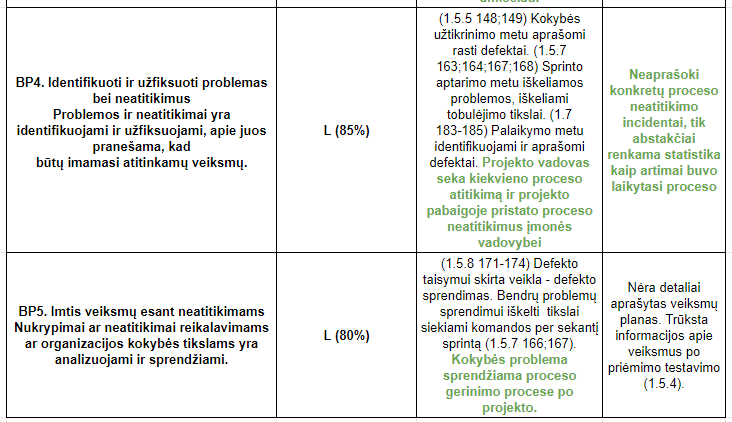 BP4. Identifikuoti ir užfiksuoti problemas
bei neatitikimus
Problemos ir neatitikimai yra
identifikuojami ir užfiksuojami, apie juos
pranešama, kad
būtų imamasi atitinkamų veiksmų.
L (85%)
(1.5.5 148;149) Kokybės
užtikrinimo metu aprašomi
rasti defektai. (1.5.7
163;164;167;168) Sprinto
aptarimo metu iškeliamos
problemos, iškeliami
tobulėjimo tikslai. (1.7
183-185) Palaikymo metu
identifikuojami ir aprašomi
defektai. Projekto vadovas
seka kiekvieno proceso
atitikimą ir projekto
pabaigoje pristato proceso
neatitikimus įmonės
vadovybei
Neaprašoki
konkretų proceso
neatitikimo
incidentai, tik
abstakčiai
renkama statistika
kaip artimai buvo
laikytasi proceso
BP5. Imtis veiksmų esant neatitikimams
Nukrypimai ar neatitikimai reikalavimams
ar organizacijos kokybės tikslams yra
analizuojami ir sprendžiami.
L (80%)
(1.5.8 171-174) Defekto
taisymui skirta veikla - defekto
sprendimas. Bendrų problemų
sprendimui iškelti tikslai
siekiami komandos per sekantį
sprintą (1.5.7 166;167).
Kokybės problema
sprendžiama proceso
gerinimo procese po
projekto.
Nėra detaliai
aprašytas veiksmų
planas. Trūksta
informacijos apie
veiksmus po
priėmimo testavimo
(1.5.4).